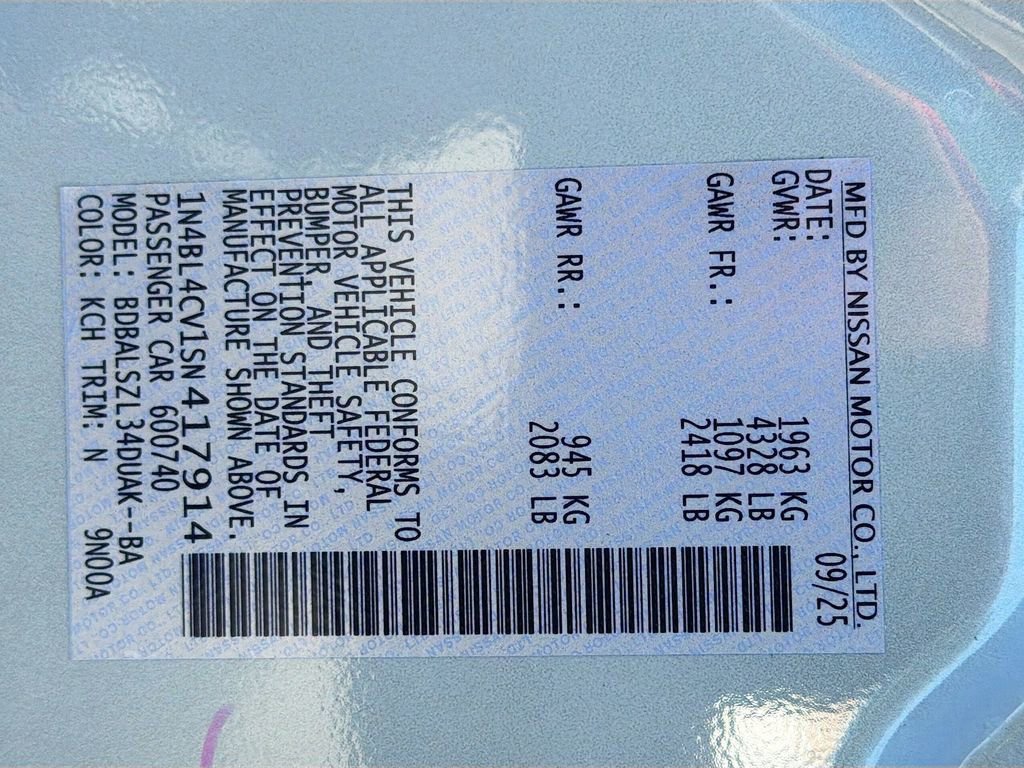 MFD BY NISSAN MOTOR CO., LTD.
DATE: 09/25
GVWR: 1963 KG
4328 LB
GAWR FR.: 1097 KG
2418 LB
GAWR RR.: 945 KG
2083 LB
THIS VEHICLE CONFORMS TO
ALL APPLICABLE FEDERAL
MOTOR VEHICLE SAFETY,
BUMPER, AND THEFT
PREVENTION STANDARDS IN
EFFECT ON THE DATE OF
MANUFACTURE SHOWN ABOVE.
1N4BL4CV1SN417914
PASSENGER CAR 600740
MODEL: BDBALSZL34DUAK--BA
COLOR: KCH TRIM: N 9N00A